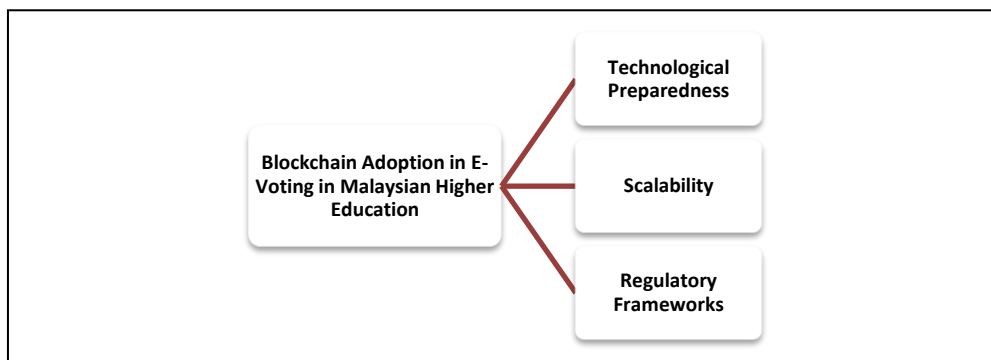 Technological
Preparedness
Blockchain Adoption in E-
Voting in Malaysian Higher
Education
Scalability
Regulatory
Frameworks